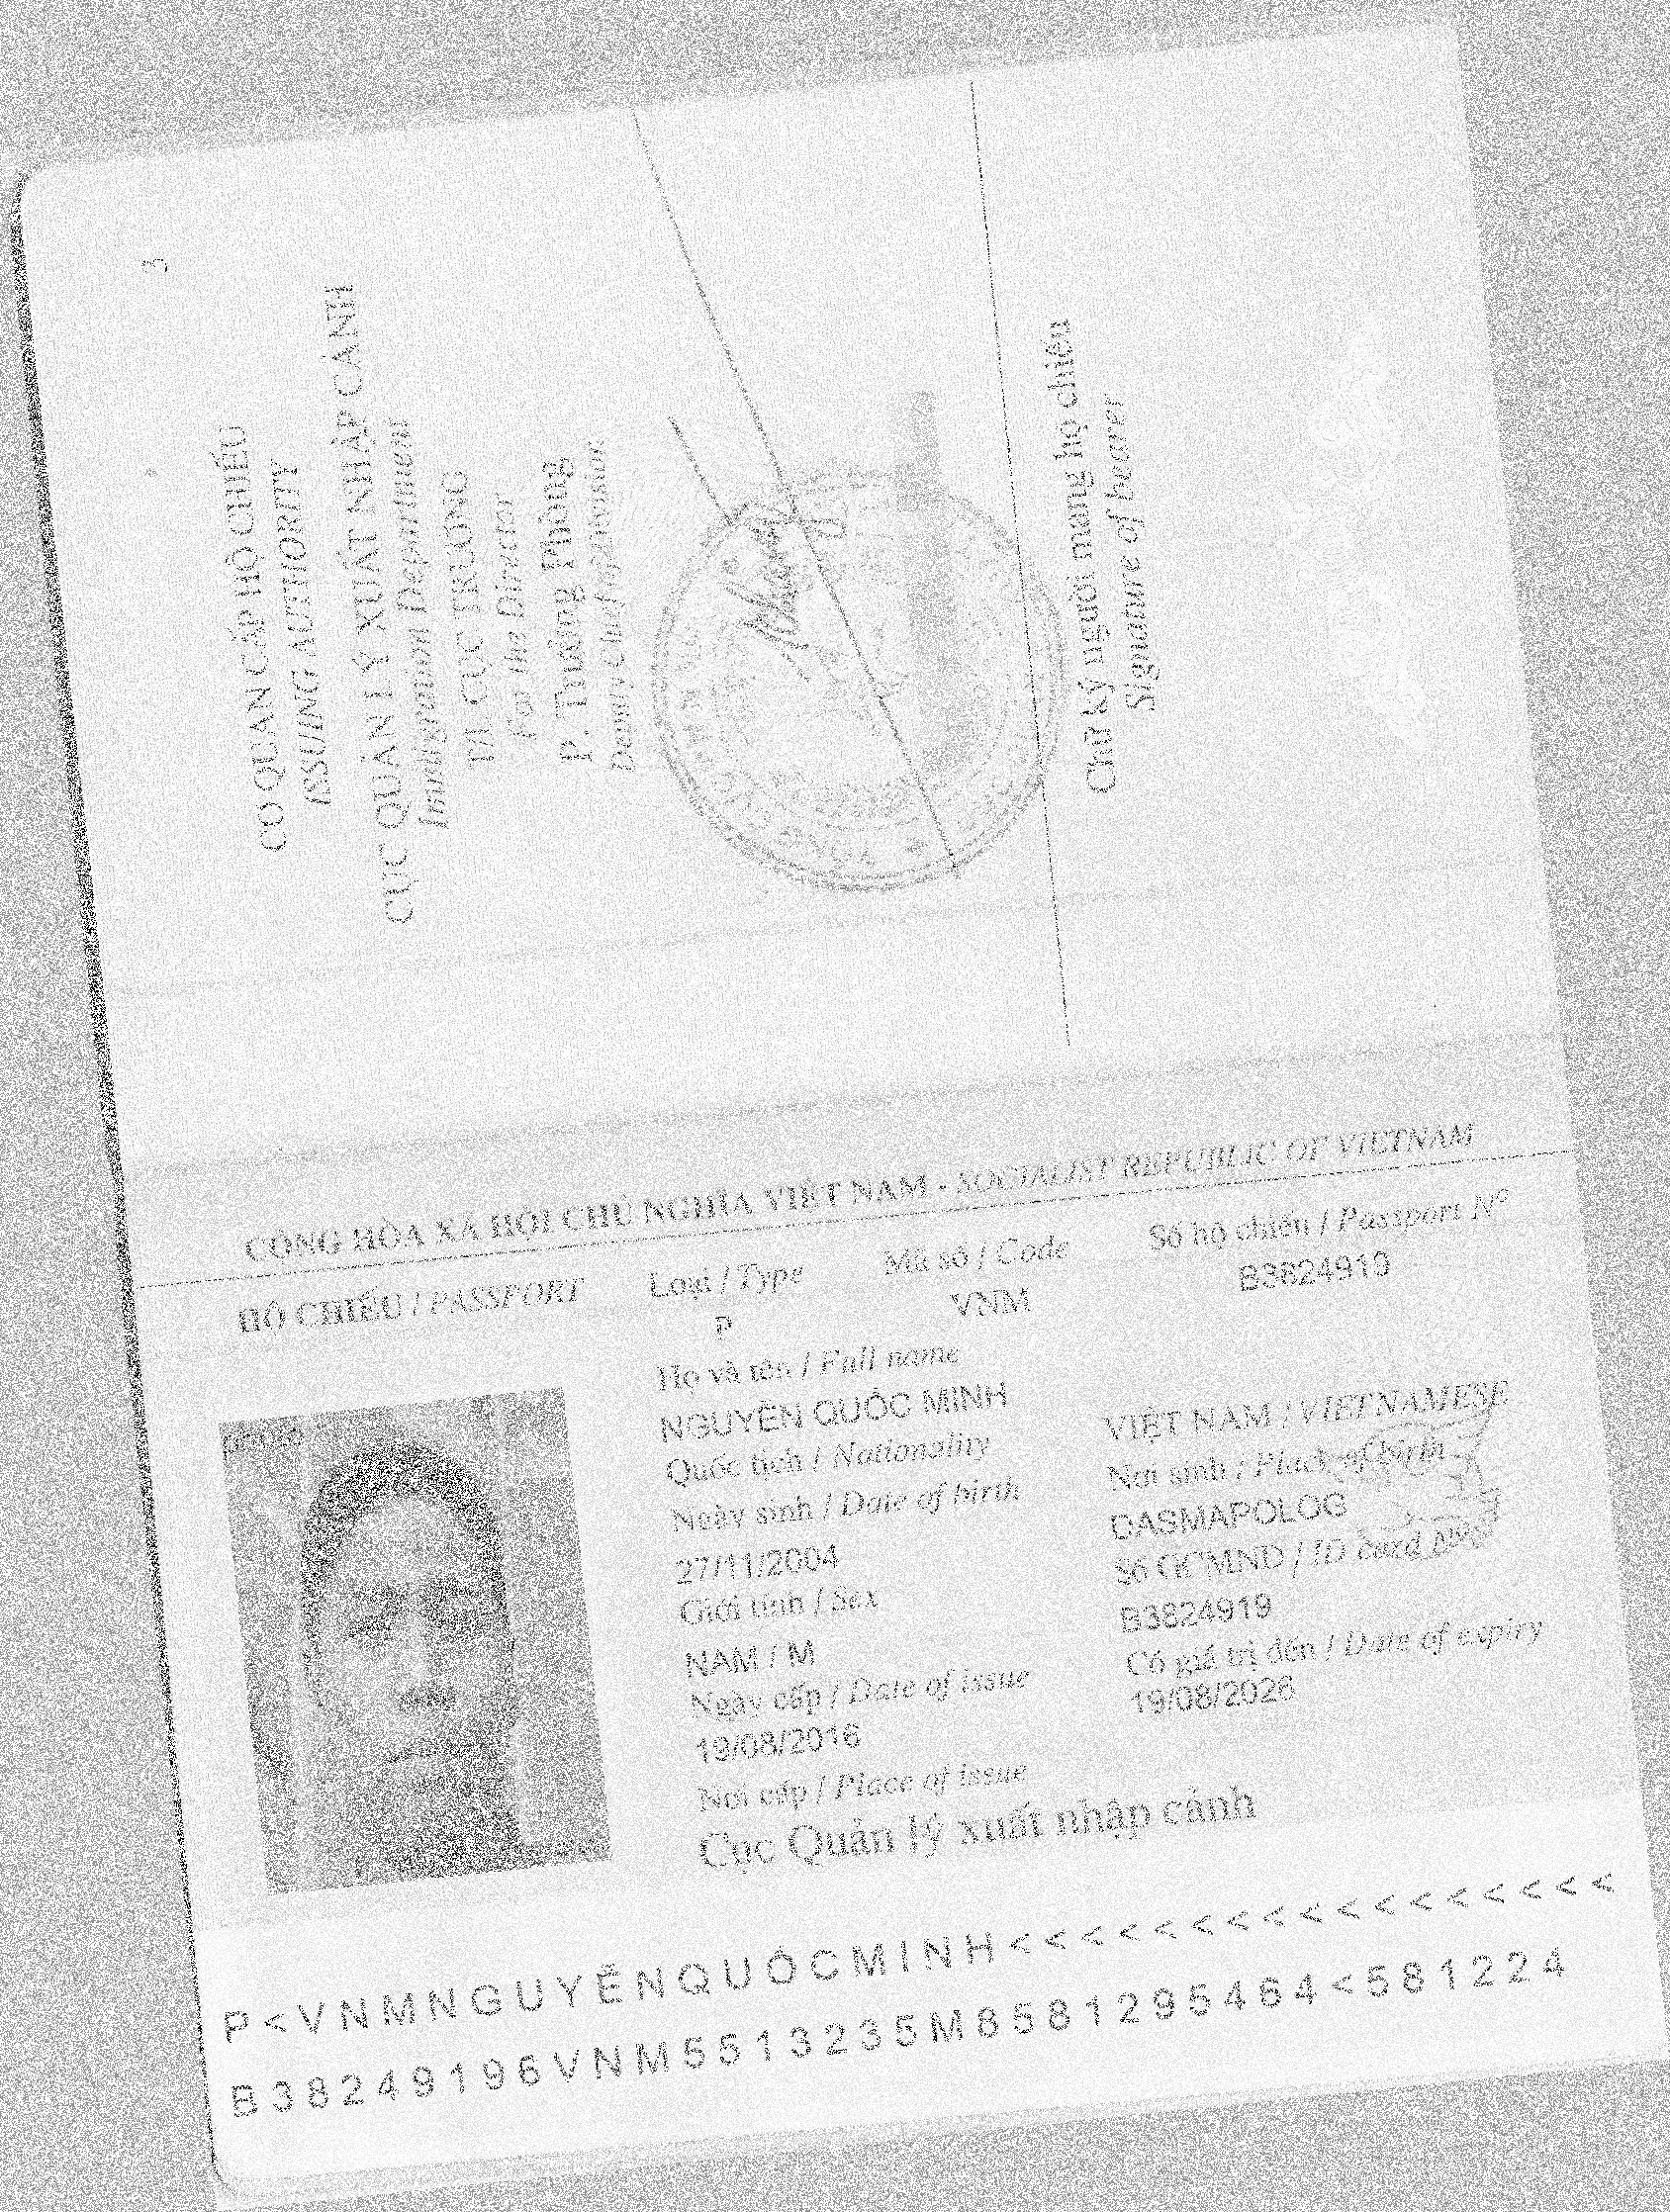 3
CƠ QUAN CẤP HỘ CHIẾU
ISSUING AUTHORITY
CỤC QUẢN LÝ XUẤT NHẬP CẢNH
Immigration Department
TL CỤC TRƯỞNG
For the Director
P. Trưởng Phòng
Deputy Chief of Division
Chữ ký người mang hộ chiếu
Signature of bearer
CỘNG HÒA XÃ HỘI CHỦ NGHĨA VIỆT NAM - SOCIALIST REPUBLIC OF VIETNAM
HỘ CHIẾU / PASSPORT
Loại / Type
Mã số / Code
Số hộ chiếu / Passport Nº
P
VNM
B3824919
Họ và tên / Full name
NGUYỄN QUỐC MINH
Quốc tịch / Nationality
VIỆT NAM / VIETNAMESE
Ngày sinh / Date of birth
Nơi sinh / Place of birth
27/11/2004
DASMAPOLOG
Giới tính / Sex
Số GCMND / ID card Nº
NAM / M
B3824919
Ngày cấp / Date of issue
Có giá trị đến / Date of expiry
19/08/2016
19/08/2026
Nơi cấp / Place of issue
Cục Quản lý xuất nhập cảnh
P<VNMNGUYỄNQUỐCMINH<<<<<<<<<<<<<<<<<
B38249196VNM5513235M8581295464<581224